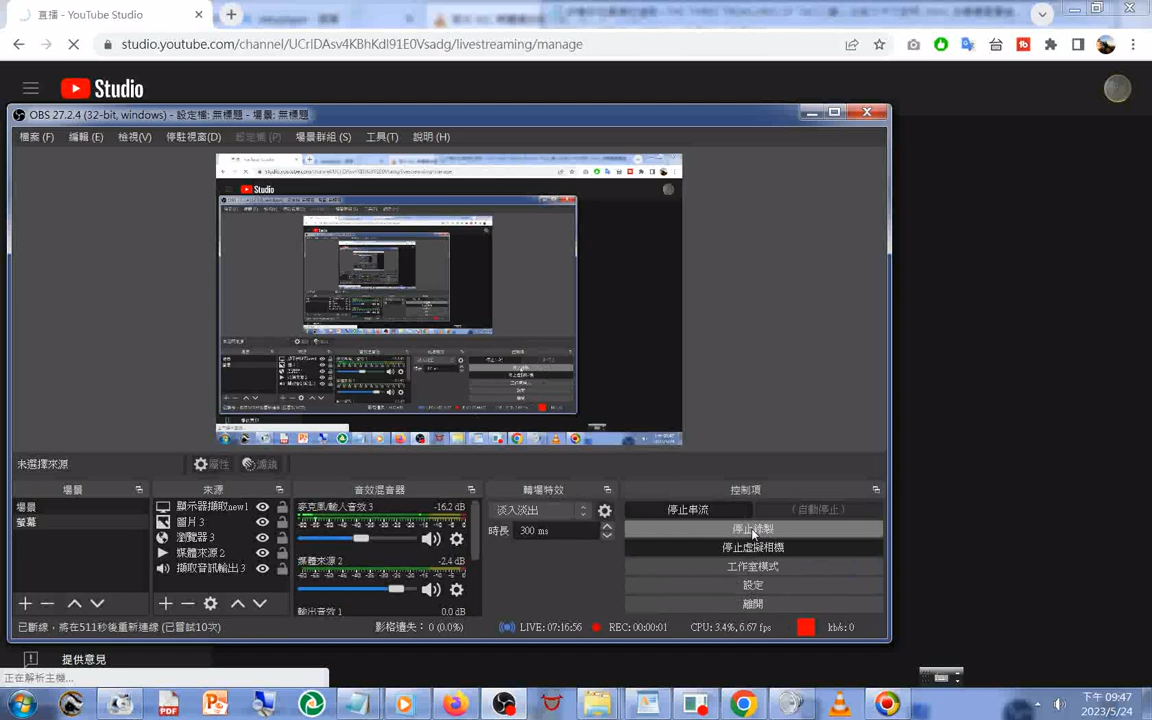 直播 - YouTube Studio
studio.youtube.com/channel/UCrIDAsv4KBhKdl91E0Vsadg/livestreaming/manage
Studio
OBS 27.2.4 (32-bit, windows) - 設定檔: 無標題 - 場景: 無標題
檔案 (F) 編輯 (E) 檢視(V) 停駐視窗(D) 設定檔 (P) 場景群組 (S) 工具(T) 說明 (H)
Studio
未選擇來源 屬性 濾鏡
場景 來源 音效混音器 轉場特效 控制項
場景
螢幕
顯示器擷取new1
圖片 3
瀏覽器 3
媒體來源 2
擷取音訊輸出 3
麥克風/輸入音效 3 -16.2 dB
媒體來源 2 -2.4 dB
輸出音效 1 0.0 dB
淡入淡出
時長 300 ms
停止串流 (自動停止)
停止錄製
停止虛擬相機
工作室模式
設定
離開
已斷線，將在511秒後重新連線 (已嘗試10次) 影格遺失： 0 (0.0%) LIVE: 07:16:56 REC: 00:00:01 CPU: 3.4%, 6.67 fps kb/s: 0
提供意見
正在解析主機...
下午 09:47
2023/5/24